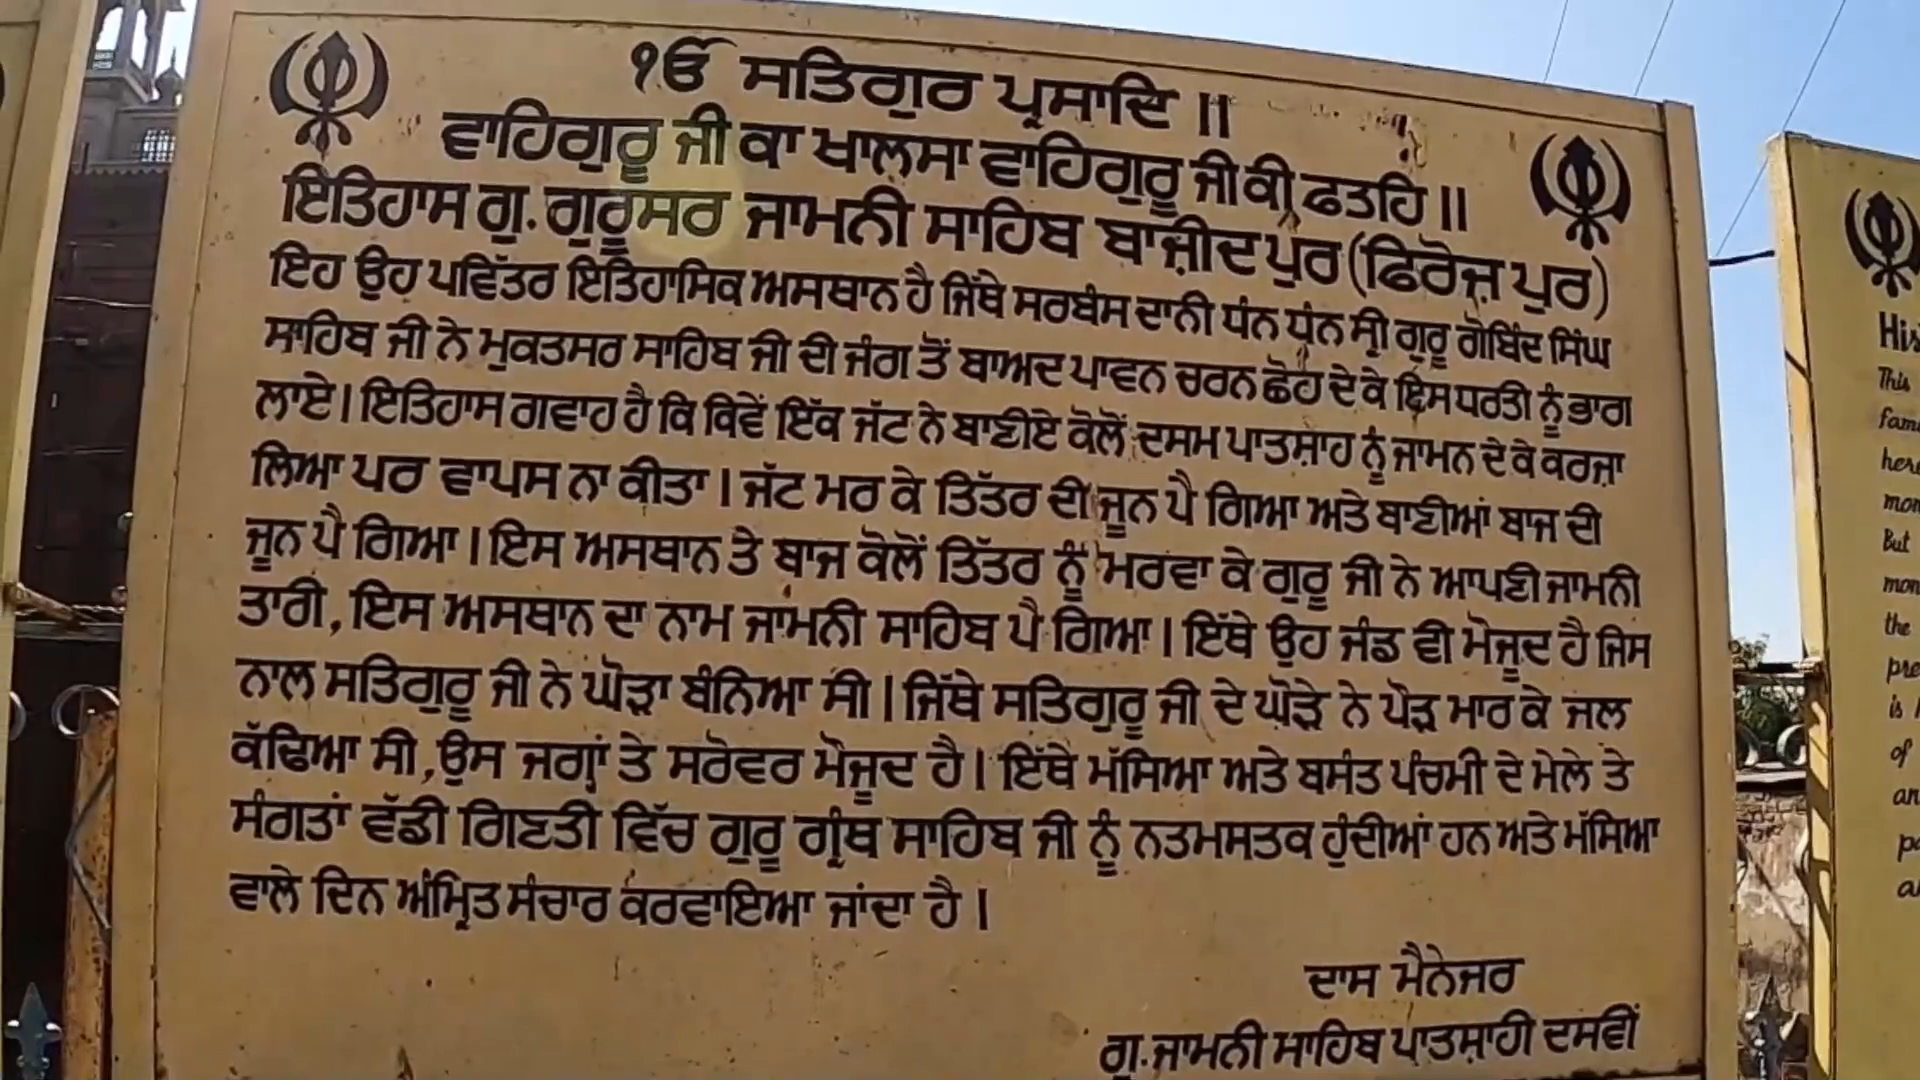 ੴ ਸਤਿਗੁਰ ਪ੍ਰਸਾਦਿ ॥
ਵਾਹਿਗੁਰੂ ਜੀ ਕਾ ਖਾਲਸਾ ਵਾਹਿਗੁਰੂ ਜੀ ਕੀ ਫਤਹਿ ॥
ਇਤਿਹਾਸ ਗੁ. ਗੁਰੂਸਰ ਜਾਮਨੀ ਸਾਹਿਬ ਬਾਜ਼ੀਦਪੁਰ (ਫਿਰੋਜ਼ਪੁਰ)
ਇਹ ਉਹ ਪਵਿੱਤਰ ਇਤਿਹਾਸਿਕ ਅਸਥਾਨ ਹੈ ਜਿੱਥੇ ਸਰਬੰਸ ਦਾਨੀ ਧੰਨ ਧੰਨ ਸ੍ਰੀ ਗੁਰੂ ਗੋਬਿੰਦ ਸਿੰਘ
ਸਾਹਿਬ ਜੀ ਨੇ ਮੁਕਤਸਰ ਸਾਹਿਬ ਜੀ ਦੀ ਜੰਗ ਤੋਂ ਬਾਅਦ ਪਾਵਨ ਚਰਨ ਛੋਹ ਦੇ ਕੇ ਇਸ ਧਰਤੀ ਨੂੰ ਭਾਗ
ਲਾਏ। ਇਤਿਹਾਸ ਗਵਾਹ ਹੈ ਕਿ ਕਿਵੇਂ ਇੱਕ ਜੱਟ ਨੇ ਬਾਣੀਏ ਕੋਲੋਂ ਦਸਮ ਪਾਤਸ਼ਾਹ ਨੂੰ ਜਾਮਨ ਦੇ ਕੇ ਕਰਜ਼ਾ
ਲਿਆ ਪਰ ਵਾਪਸ ਨਾ ਕੀਤਾ। ਜੱਟ ਮਰ ਕੇ ਤਿੱਤਰ ਦੀ ਜੂਨ ਪੈ ਗਿਆ ਅਤੇ ਬਾਣੀਆਂ ਬਾਜ ਦੀ
ਜੂਨ ਪੈ ਗਿਆ। ਇਸ ਅਸਥਾਨ ਤੇ ਬਾਜ ਕੋਲੋਂ ਤਿੱਤਰ ਨੂੰ ਮਰਵਾ ਕੇ ਗੁਰੂ ਜੀ ਨੇ ਆਪਣੀ ਜਾਮਨੀ
ਤਾਰੀ, ਇਸ ਅਸਥਾਨ ਦਾ ਨਾਮ ਜਾਮਨੀ ਸਾਹਿਬ ਪੈ ਗਿਆ। ਇੱਥੇ ਉਹ ਜੰਡ ਵੀ ਮੋਜੂਦ ਹੈ ਜਿਸ
ਨਾਲ ਸਤਿਗੁਰੂ ਜੀ ਨੇ ਘੋੜਾ ਬੰਨਿਆ ਸੀ। ਜਿੱਥੇ ਸਤਿਗੁਰੂ ਜੀ ਦੇ ਘੋੜੇ ਨੇ ਪੋੜ ਮਾਰ ਕੇ ਜਲ
ਕੱਢਿਆ ਸੀ, ਉਸ ਜਗ੍ਹਾਂ ਤੇ ਸਰੋਵਰ ਮੋਜੂਦ ਹੈ। ਇੱਥੇ ਮੱਸਿਆ ਅਤੇ ਬਸੰਤ ਪੰਚਮੀ ਦੇ ਮੇਲੇ ਤੇ
ਸੰਗਤਾਂ ਵੱਡੀ ਗਿਣਤੀ ਵਿੱਚ ਗੁਰੂ ਗ੍ਰੰਥ ਸਾਹਿਬ ਜੀ ਨੂੰ ਨਤਮਸਤਕ ਹੁੰਦੀਆਂ ਹਨ ਅਤੇ ਮੱਸਿਆ
ਵਾਲੇ ਦਿਨ ਅੰਮ੍ਰਿਤ ਸੰਚਾਰ ਕਰਵਾਇਆ ਜਾਂਦਾ ਹੈ।
ਦਾਸ ਮੈਨੇਜਰ
ਗੁ. ਜਾਮਨੀ ਸਾਹਿਬ ਪਾਤਸ਼ਾਹੀ ਦਸਵੀਂ
This
here
But
the
is
of